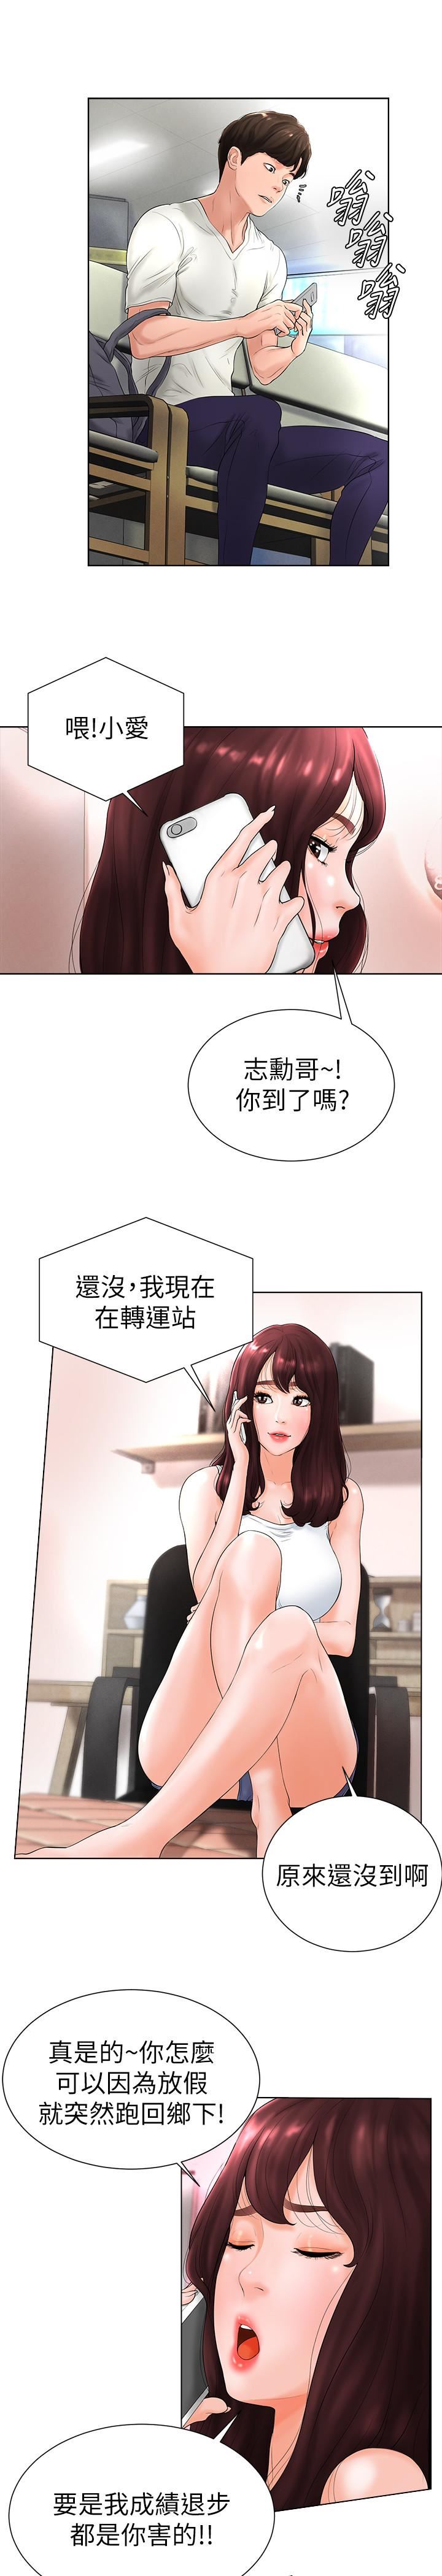 嗡
嗡
嗡
喂!小愛
志勳哥~!
你到了嗎?
還沒,我現在
在轉運站
原來還沒到啊
真是的~你怎麼
可以因為放假
就突然跑回鄉下!
要是我成績退步
都是你害的!!